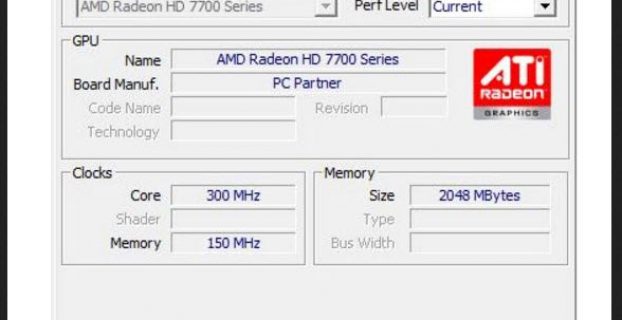 AMD Radeon HD 7700 Series Perf Level Current
GPU
Name AMD Radeon HD 7700 Series
Board Manuf. PC Partner
Code Name Revision
Technology
ATI
RADEON
GRAPHICS
Clocks
Core 300 MHz
Shader
Memory 150 MHz
Memory
Size 2048 MBytes
Type
Bus Width